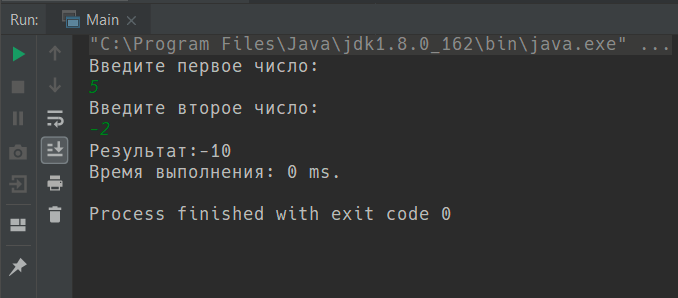 Run: Main
"C:\Program Files\Java\jdk1.8.0_162\bin\java.exe" ...
Введите первое число:
5
Введите второе число:
-2
Результат:-10
Время выполнения: 0 ms.
Process finished with exit code 0